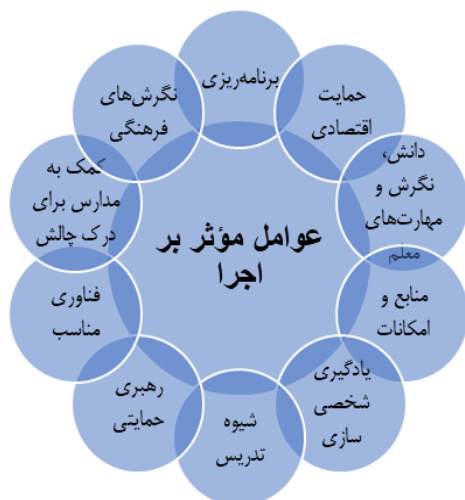 عوامل مؤثر بر
اجرا
برنامه‌ریزی
حمایت
اقتصادی
دانش،
نگرش و
مهارت‌های
معلم
منابع و
امکانات
یادگیری
شخصی
سازی
شیوه
تدریس
رهبری
حمایتی
فناوری
مناسب
کمک به
مدارس برای
درک چالش
نگرش‌های
فرهنگی